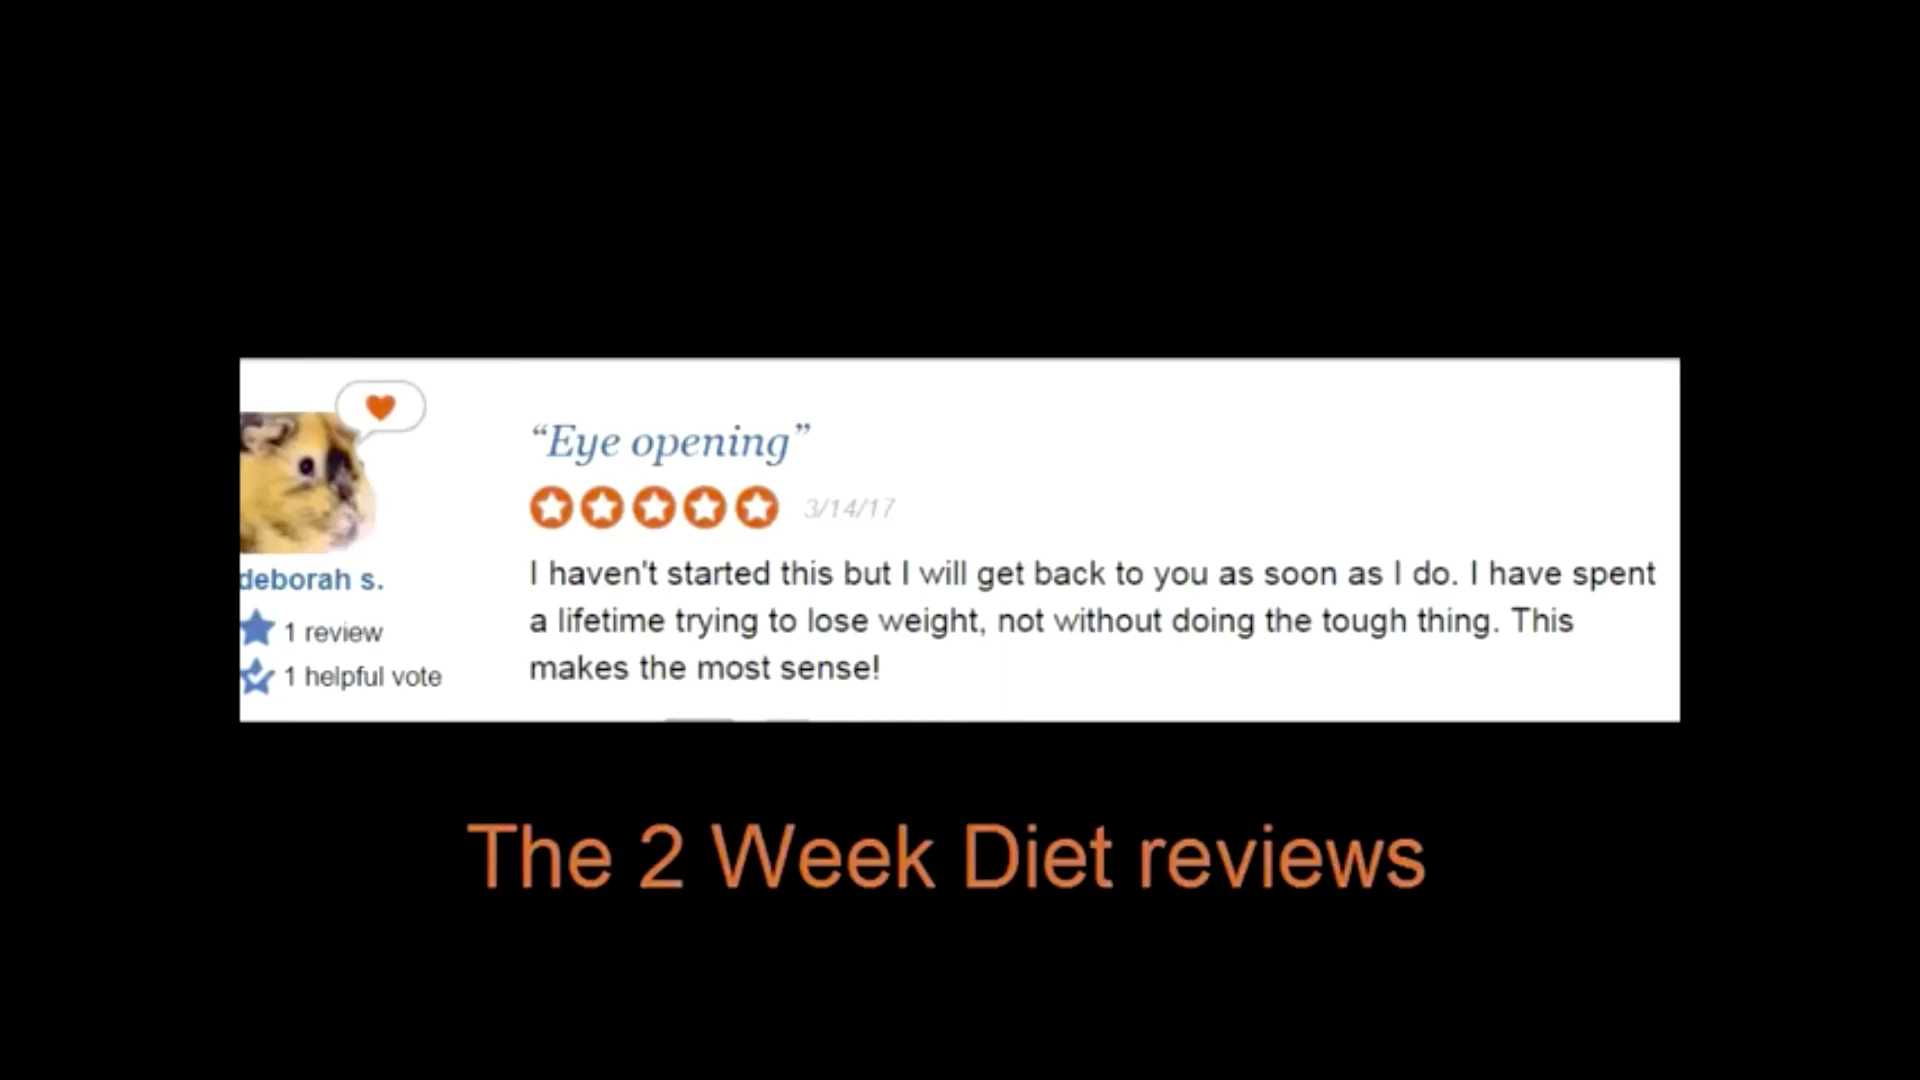 “Eye opening”
3/14/17
I haven't started this but I will get back to you as soon as I do. I have spent
a lifetime trying to lose weight, not without doing the tough thing. This
makes the most sense!
deborah s.
1 review
1 helpful vote
The 2 Week Diet reviews